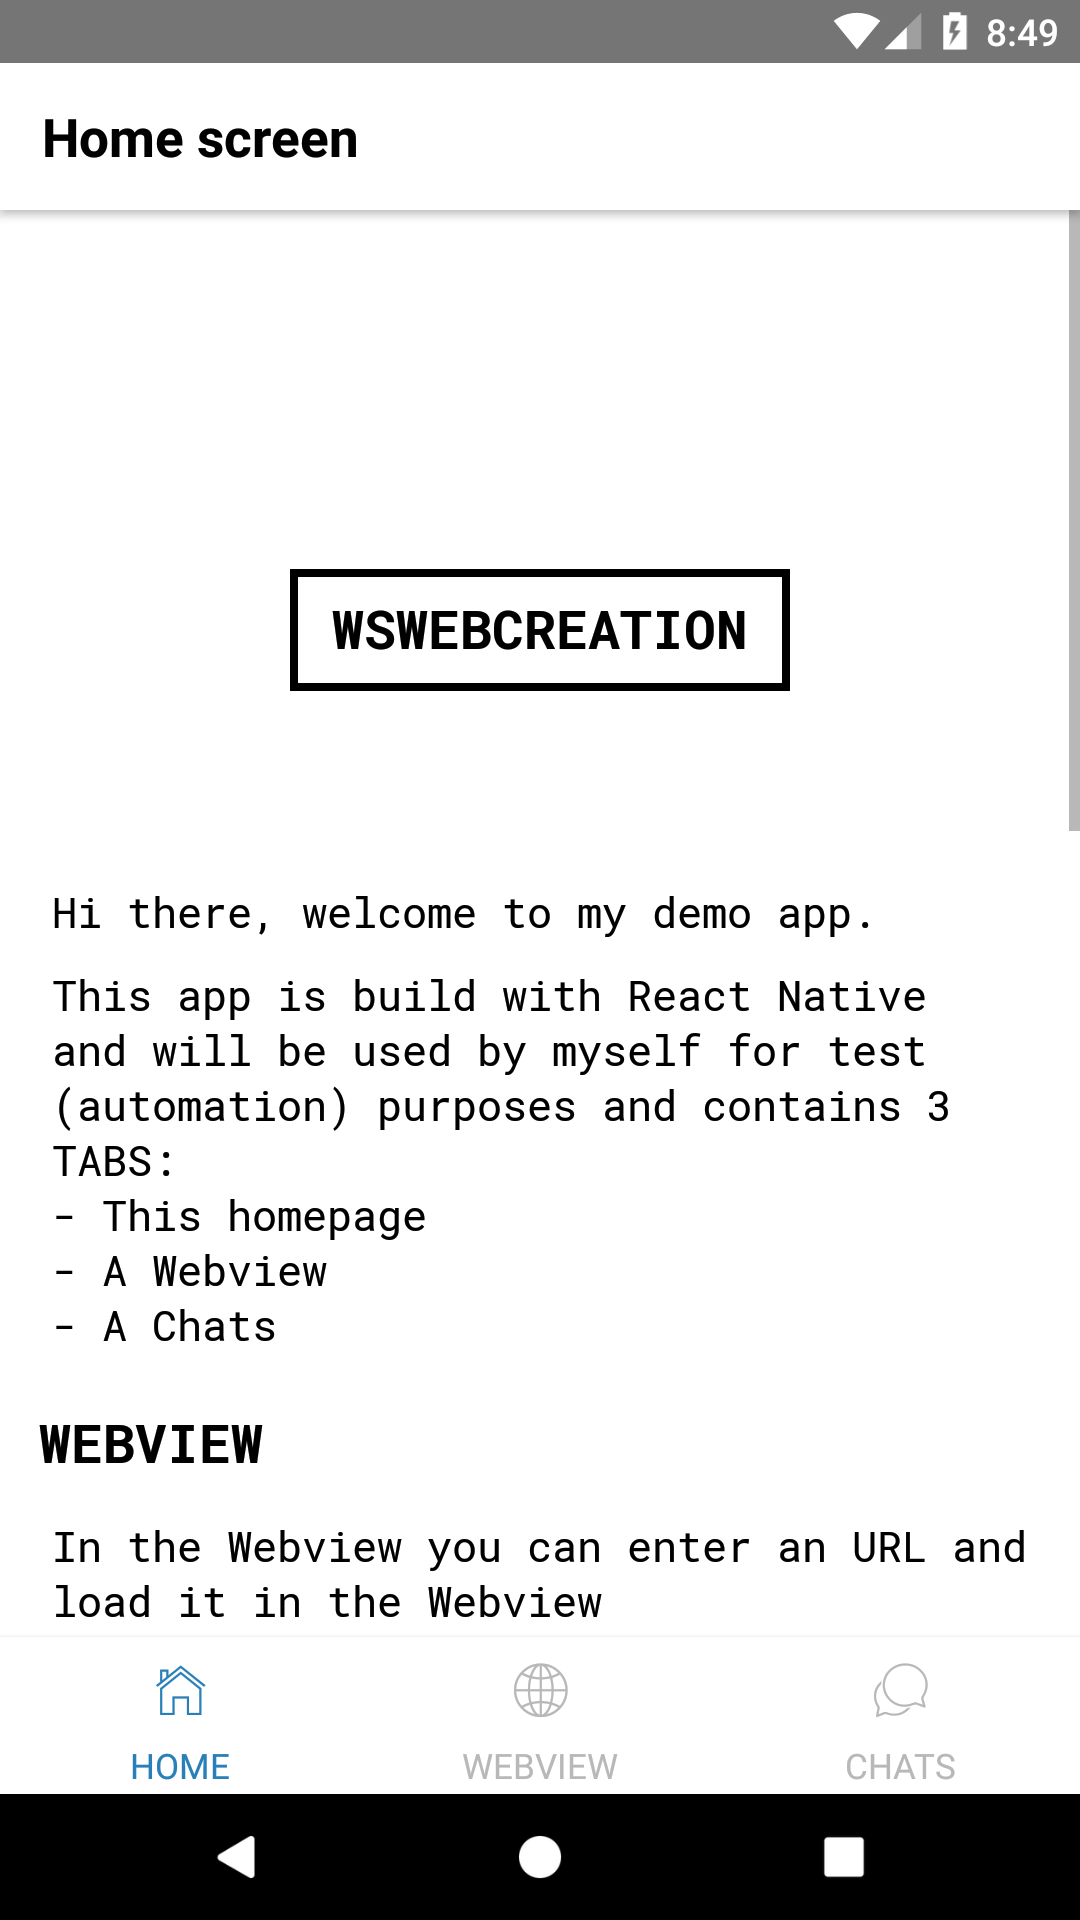 8:49
Home screen
WSWEBCREATION
Hi there, welcome to my demo app.
This app is build with React Native
and will be used by myself for test
(automation) purposes and contains 3
TABS:
- This homepage
- A Webview
- A Chats
WEBVIEW
In the Webview you can enter an URL and
load it in the Webview
HOME WEBVIEW CHATS